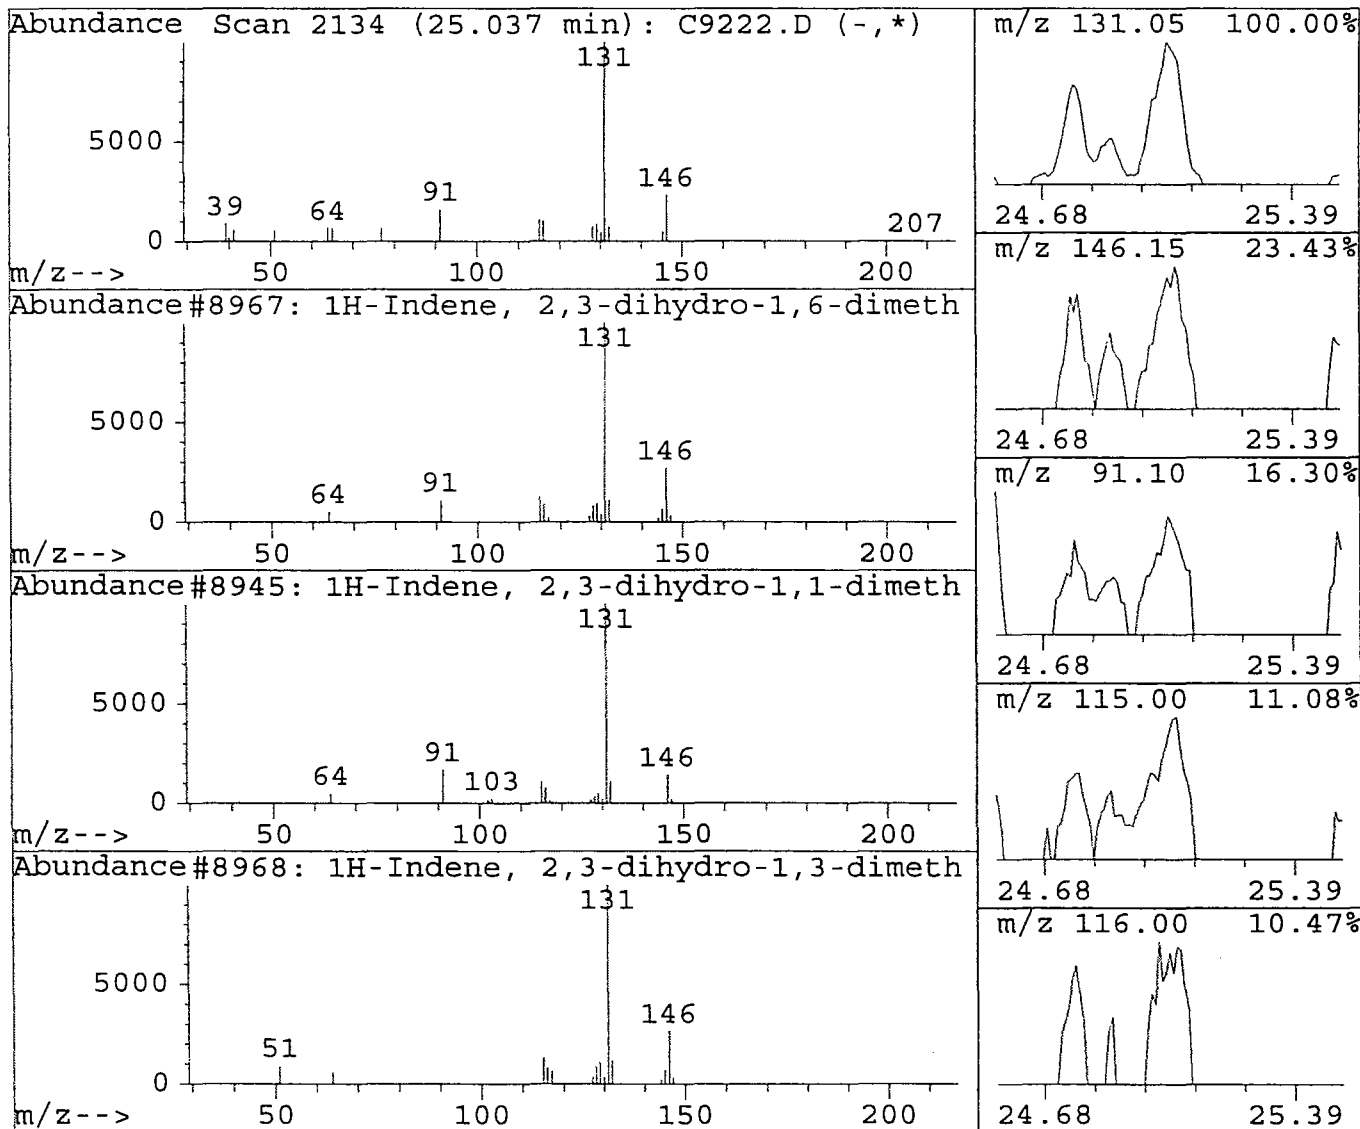 Abundance Scan 2134 (25.037 min): C9222.D (-,*)
131
5000
146
91
39
64
207
0
m/z--> 50 100 150 200
Abundance #8967: 1H-Indene, 2,3-dihydro-1,6-dimeth
131
5000
146
91
64
0
m/z--> 50 100 150 200
Abundance #8945: 1H-Indene, 2,3-dihydro-1,1-dimeth
131
5000
91
146
64
103
0
m/z--> 50 100 150 200
Abundance #8968: 1H-Indene, 2,3-dihydro-1,3-dimeth
131
5000
146
51
0
m/z--> 50 100 150 200
m/z 131.05 100.00%
24.68 25.39
m/z 146.15 23.43%
24.68 25.39
m/z 91.10 16.30%
24.68 25.39
m/z 115.00 11.08%
24.68 25.39
m/z 116.00 10.47%
24.68 25.39